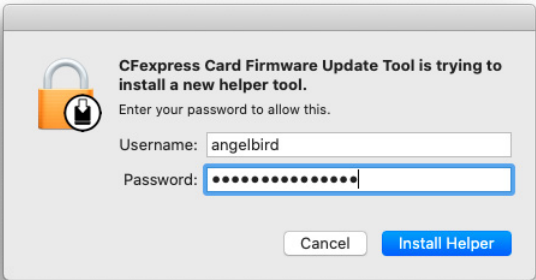 CFexpress Card Firmware Update Tool is trying to
install a new helper tool.
Enter your password to allow this.
Username: angelbird
Password: •••••••••••••••
Cancel Install Helper